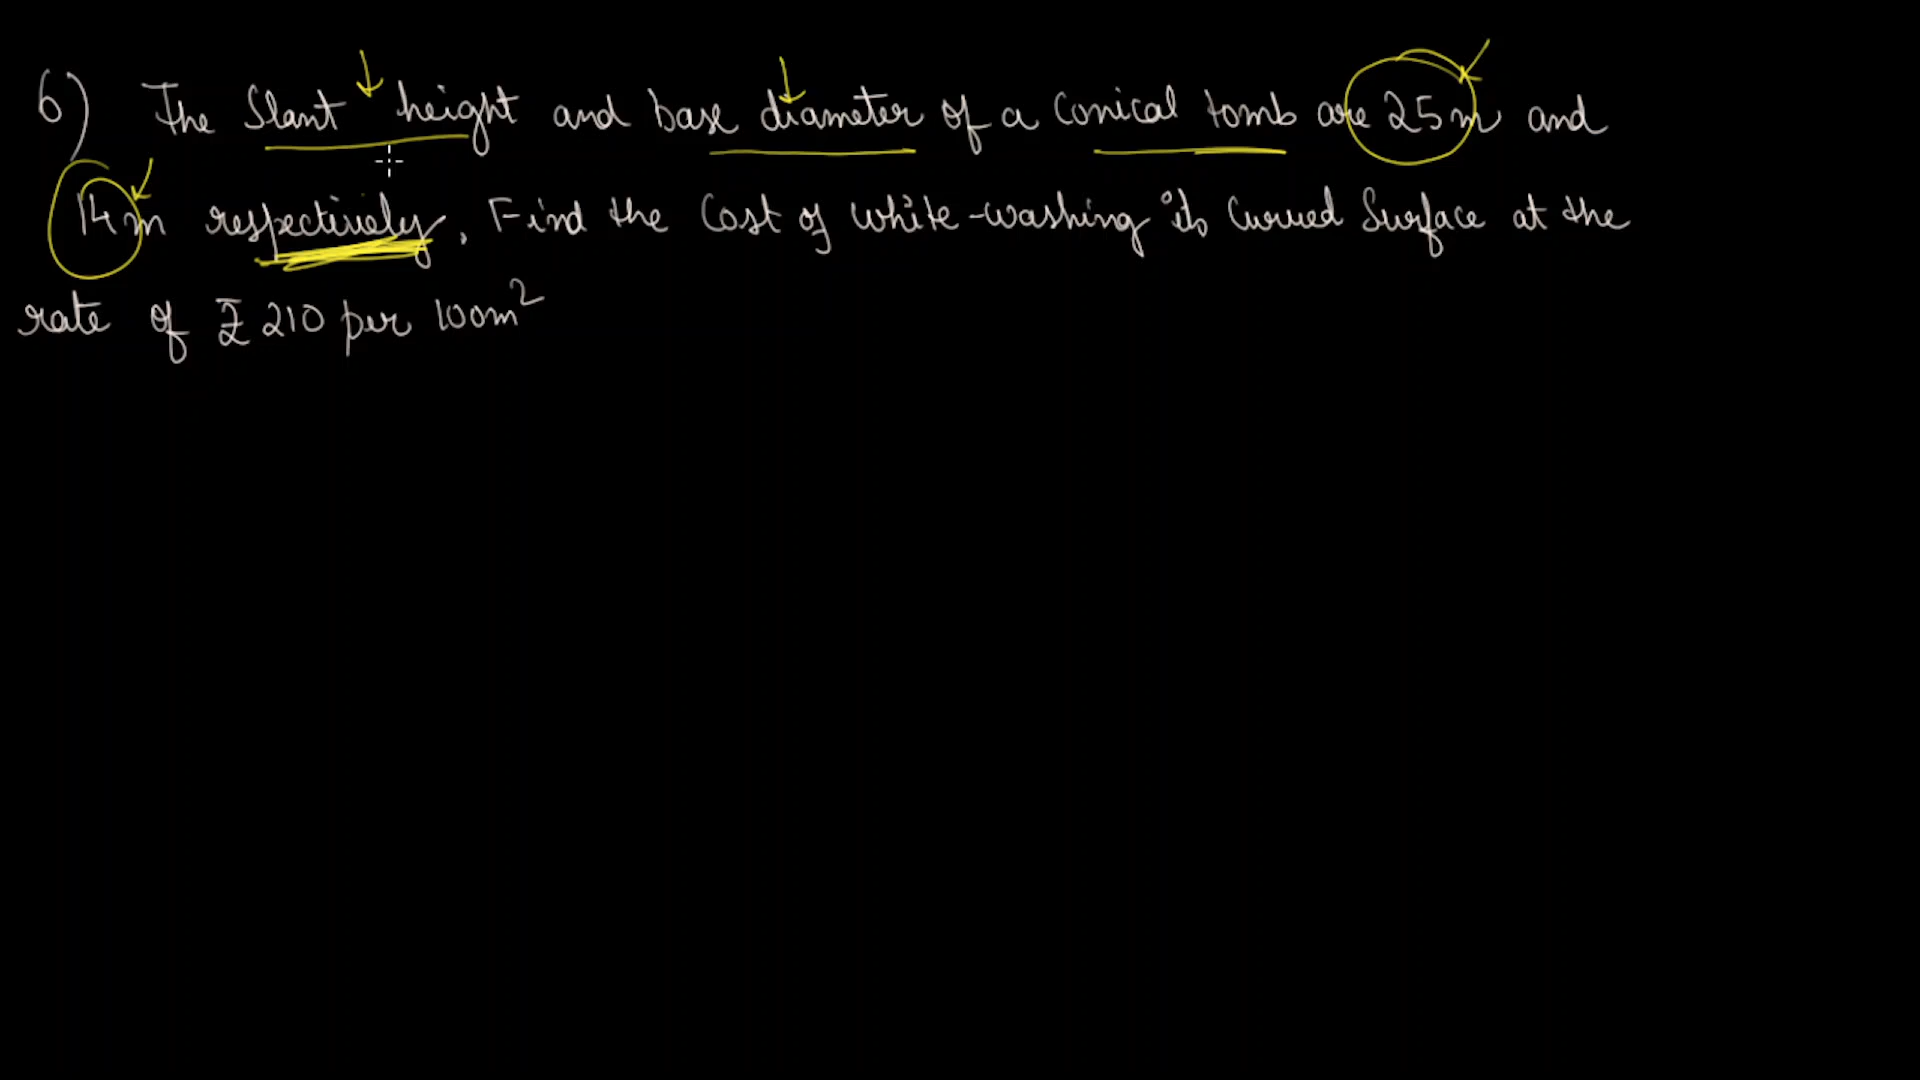 6) The Slant height and base diameter of a Conical tomb are 25m and
14m respectively. Find the Cost of white-washing its Curved Surface at the
rate of ₹ 210 per 100m²